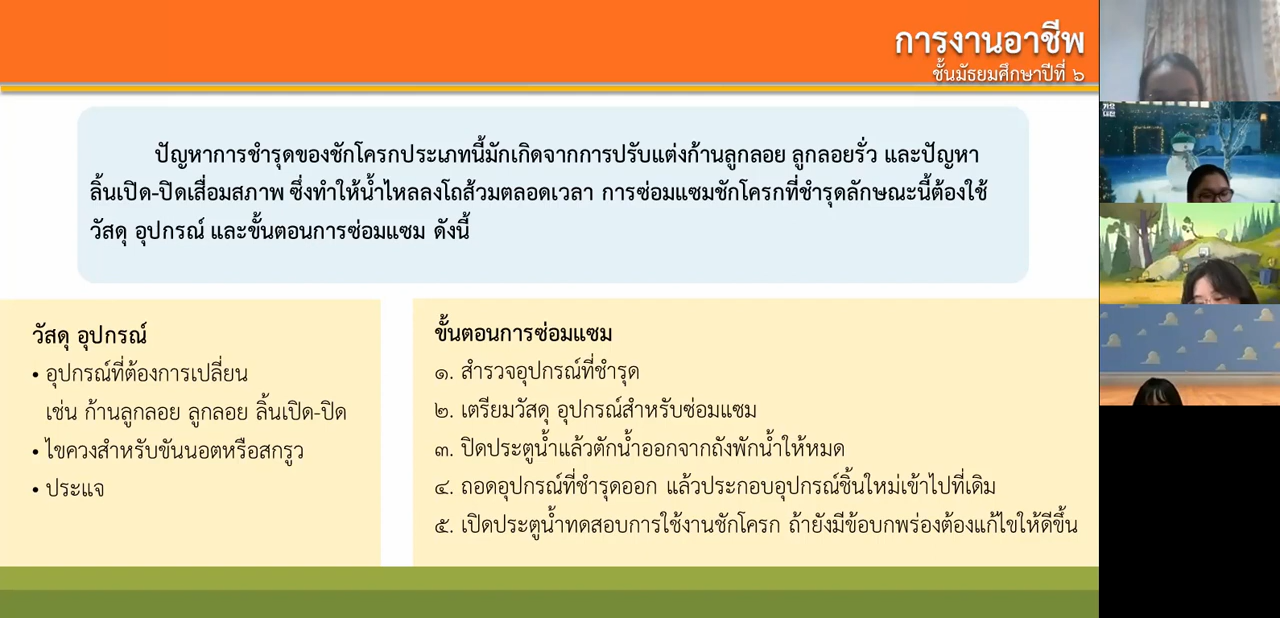 การงานอาชีพ
ชั้นมัธยมศึกษาปีที่ ๖
ปัญหาการชำรุดของชักโครกประเภทนี้มักเกิดจากการปรับแต่งก้านลูกลอย ลูกลอยรั่ว และปัญหา
ลิ้นเปิด-ปิดเสื่อมสภาพ ซึ่งทำให้น้ำไหลลงโถส้วมตลอดเวลา การซ่อมแซมชักโครกที่ชำรุดลักษณะนี้ต้องใช้
วัสดุ อุปกรณ์ และขั้นตอนการซ่อมแซม ดังนี้
วัสดุ อุปกรณ์
• อุปกรณ์ที่ต้องการเปลี่ยน
เช่น ก้านลูกลอย ลูกลอย ลิ้นเปิด-ปิด
• ไขควงสำหรับขันนอตหรือสกรูว
• ประแจ
ขั้นตอนการซ่อมแซม
๑. สำรวจอุปกรณ์ที่ชำรุด
๒. เตรียมวัสดุ อุปกรณ์สำหรับซ่อมแซม
๓. ปิดประตูน้ำแล้วตักน้ำออกจากถังพักน้ำให้หมด
๔. ถอดอุปกรณ์ที่ชำรุดออก แล้วประกอบอุปกรณ์ชิ้นใหม่เข้าไปที่เดิม
๕. เปิดประตูน้ำทดสอบการใช้งานชักโครก ถ้ายังมีข้อบกพร่องต้องแก้ไขให้ดีขึ้น